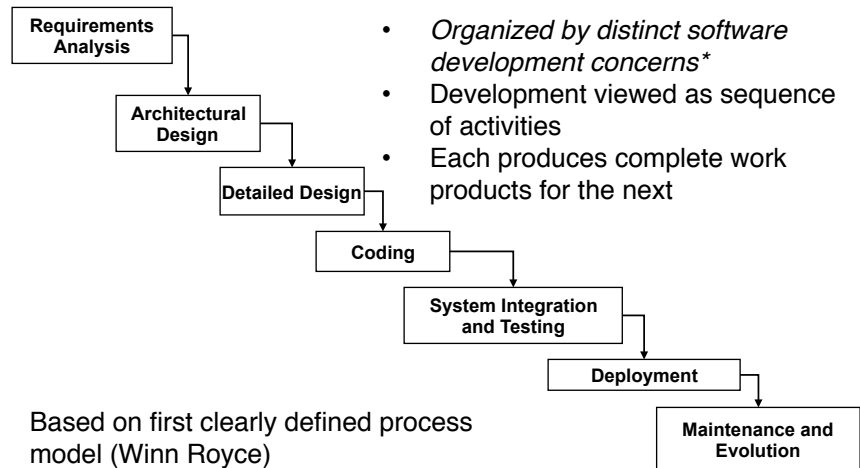 Requirements
Analysis
• Organized by distinct software
development concerns*
• Development viewed as sequence
of activities
• Each produces complete work
products for the next
Architectural
Design
Detailed Design
Coding
System Integration
and Testing
Deployment
Maintenance and
Evolution
Based on first clearly defined process
model (Winn Royce)